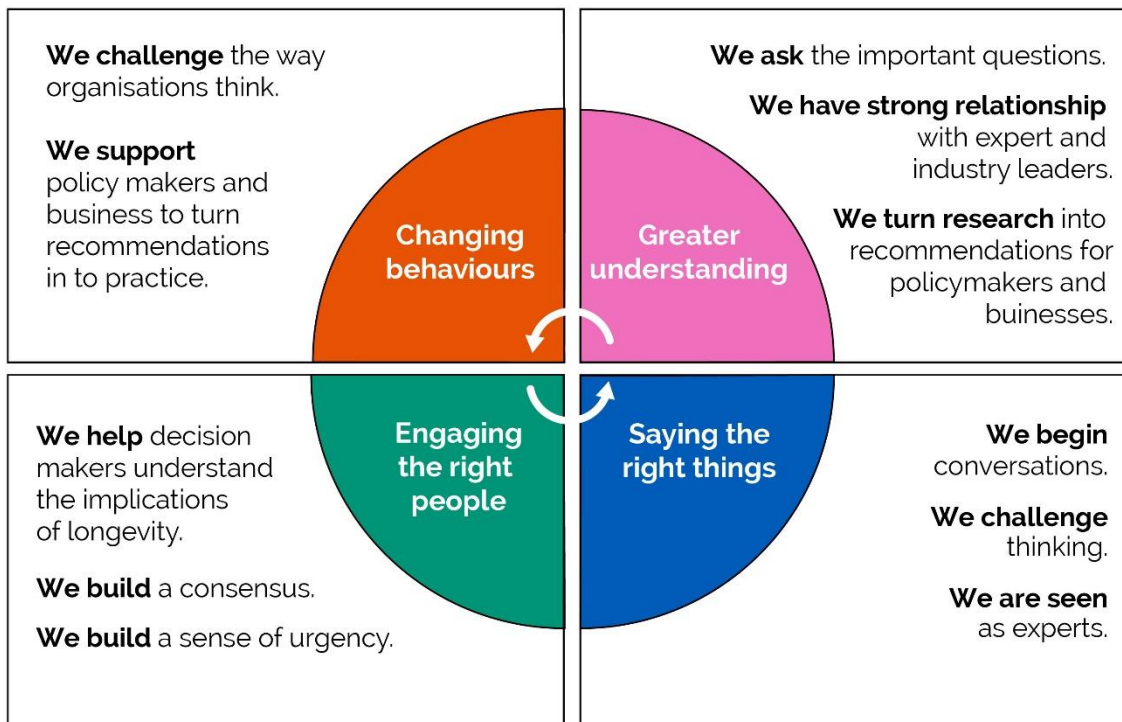 We challenge the way
organisations think.
We support
policy makers and
business to turn
recommendations
in to practice.
Changing
behaviours
We ask the important questions.
We have strong relationship
with expert and
industry leaders.
We turn research into
recommendations for
policymakers and
buinesses.
Greater
understanding
We help decision
makers understand
the implications
of longevity.
We build a consensus.
We build a sense of urgency.
Engaging
the right
people
Saying the
right things
We begin
conversations.
We challenge
thinking.
We are seen
as experts.